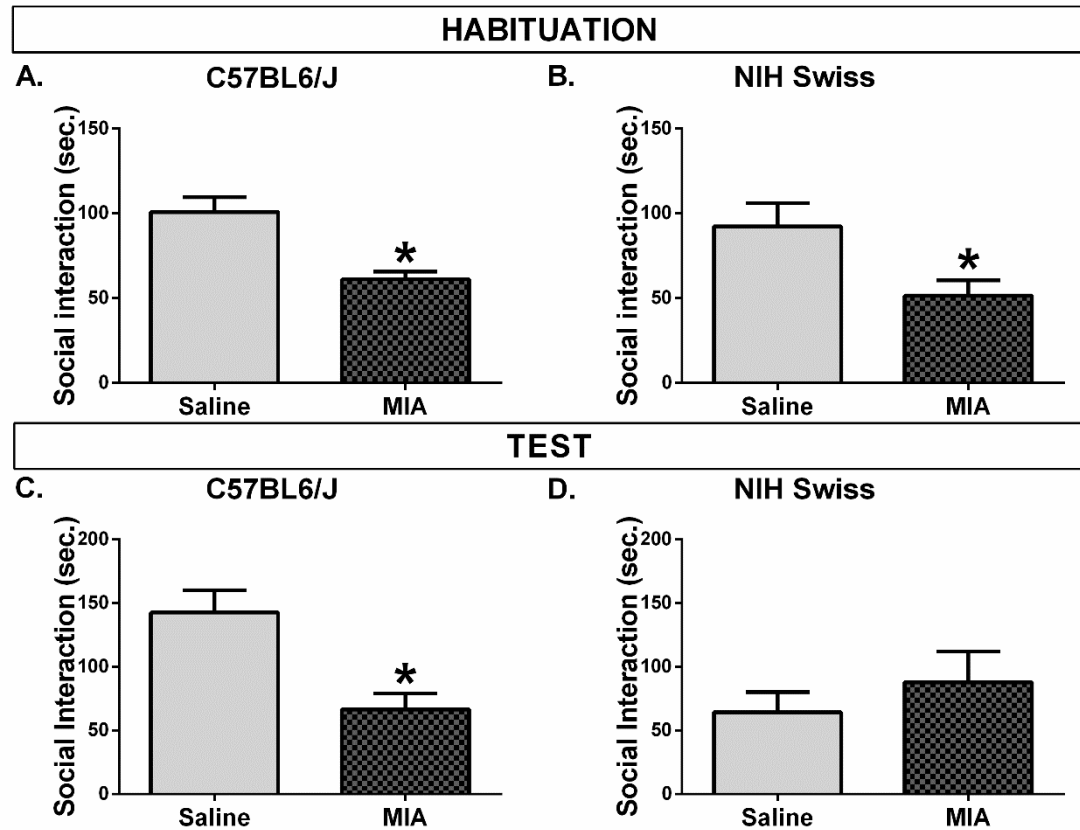 HABITUATION
A. C57BL6/J
Social interaction (sec.)
150
100
50
0
*
Saline MIA
B. NIH Swiss
Social interaction (sec.)
150
100
50
0
*
Saline MIA
TEST
C. C57BL6/J
Social Interaction (sec.)
200
150
100
50
0
*
Saline MIA
D. NIH Swiss
Social Interaction (sec.)
200
150
100
50
0
Saline MIA